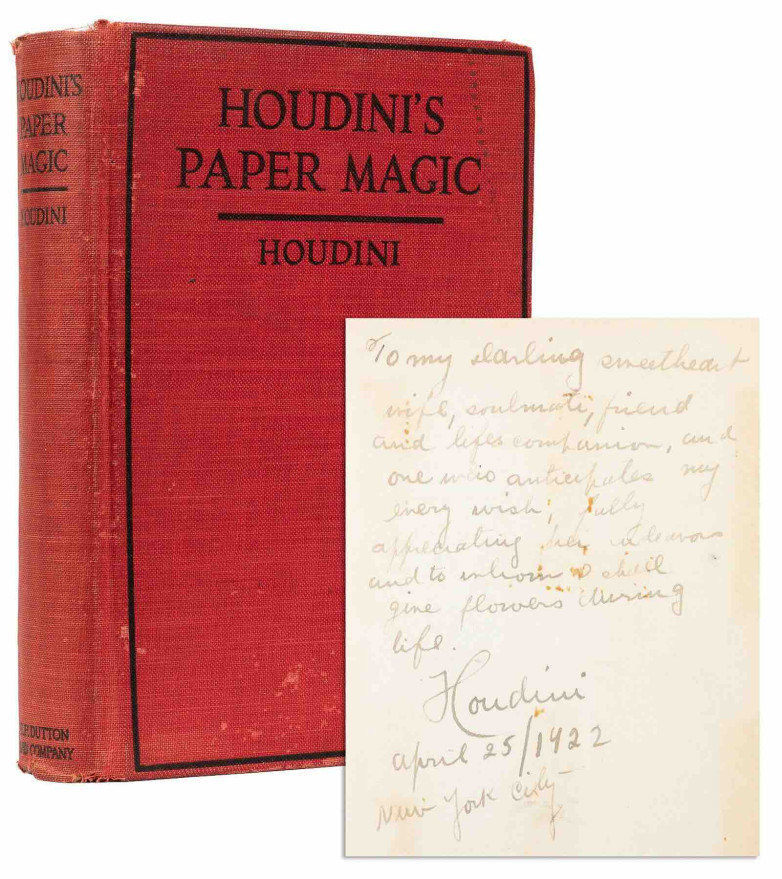 HOUDINI'S
PAPER
MAGIC
HOUDINI
E.P. DUTTON
AND COMPANY
HOUDINI'S
PAPER MAGIC
HOUDINI
To my darling sweetheart
wife, soulmate, friend
and lifes companion, and
one who anticipates my
every wish, fully
appreciating her endeavors
and to whom I shall
give flowers during
life.
Houdini
April 25/1922
New York City